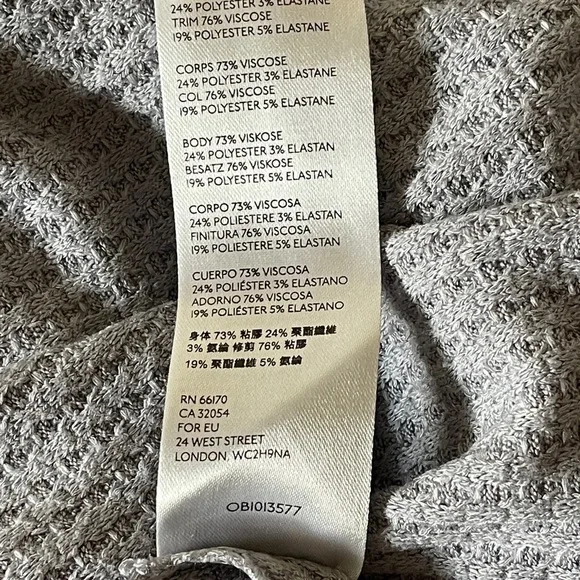 24% POLYESTER 3% ELASTANE
TRIM 76% VISCOSE
19% POLYESTER 5% ELASTANE
CORPS 73% VISCOSE
24% POLYESTER 3% ELASTANE
COL 76% VISCOSE
19% POLYESTER 5% ELASTANE
BODY 73% VISKOSE
24% POLYESTER 3% ELASTAN
BESATZ 76% VISKOSE
19% POLYESTER 5% ELASTAN
CORPO 73% VISCOSA
24% POLIESTERE 3% ELASTAN
FINITURA 76% VISCOSA
19% POLIESTERE 5% ELASTAN
CUERPO 73% VISCOSA
24% POLIÉSTER 3% ELASTANO
ADORNO 76% VISCOSA
19% POLIÉSTER 5% ELASTANO
身体 73% 粘膠 24% 聚酯纖維
3% 氨綸 修剪 76% 粘膠
19% 聚酯纖維 5% 氨綸
RN 66170
CA 32054
FOR EU
24 WEST STREET
LONDON, WC2H9NA
OB1013577